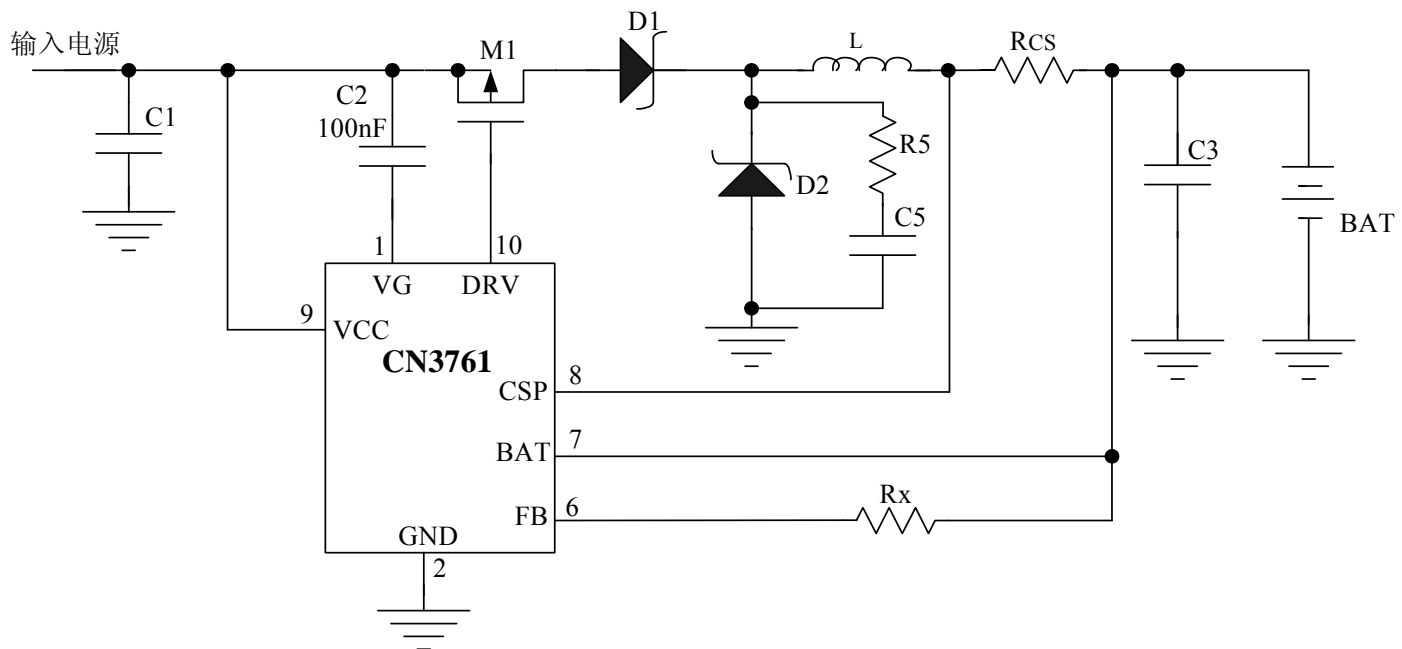 输入电源
D1
M1
L
RCS
C1
C2
100nF
R5
D2
C5
C3
BAT
1
10
VG
DRV
9
VCC
CN3761
CSP
8
BAT
7
FB
6
Rx
GND
2